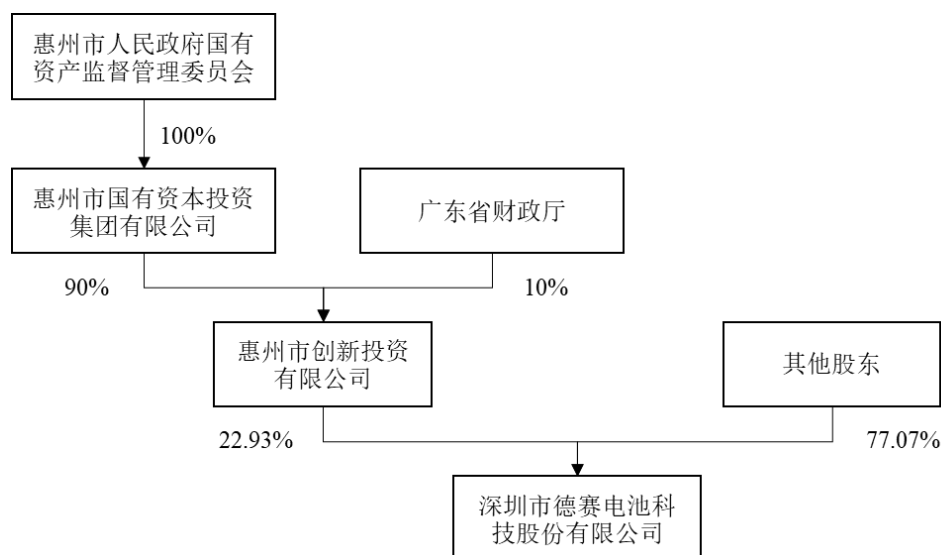 惠州市人民政府国有
资产监督管理委员会
100%
惠州市国有资本投资
集团有限公司
广东省财政厅
90%
10%
惠州市创新投资
有限公司
其他股东
22.93%
77.07%
深圳市德赛电池科
技股份有限公司